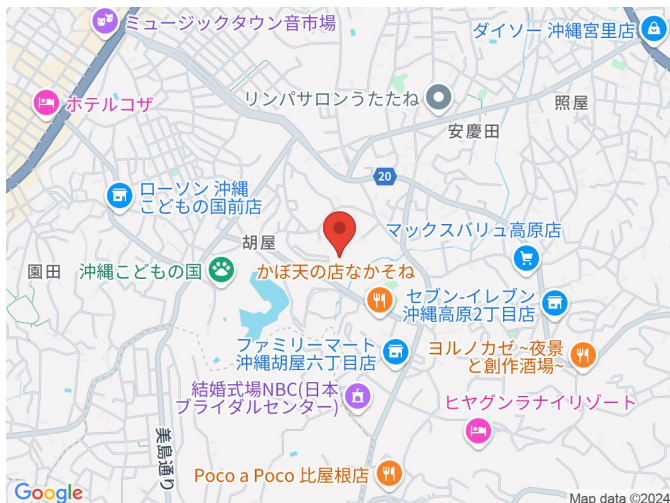 ミュージックタウン音市場
ダイソー 沖縄宮里店
ホテルコザ
リンパサロンうたたね
照屋
安慶田
20
ローソン 沖縄
こどもの国前店
マックスバリュ高原店
胡屋
園田
沖縄こどもの国
かぼ天の店なかそね
セブン-イレブン
沖縄高原2丁目店
ファミリーマート
沖縄胡屋六丁目店
ヨルノカゼ ~夜景
と創作酒場~
結婚式場NBC(日本
ブライダルセンター)
ヒヤグンラナイリゾート
美島通り
Poco a Poco 比屋根店
Google
Map data ©2024